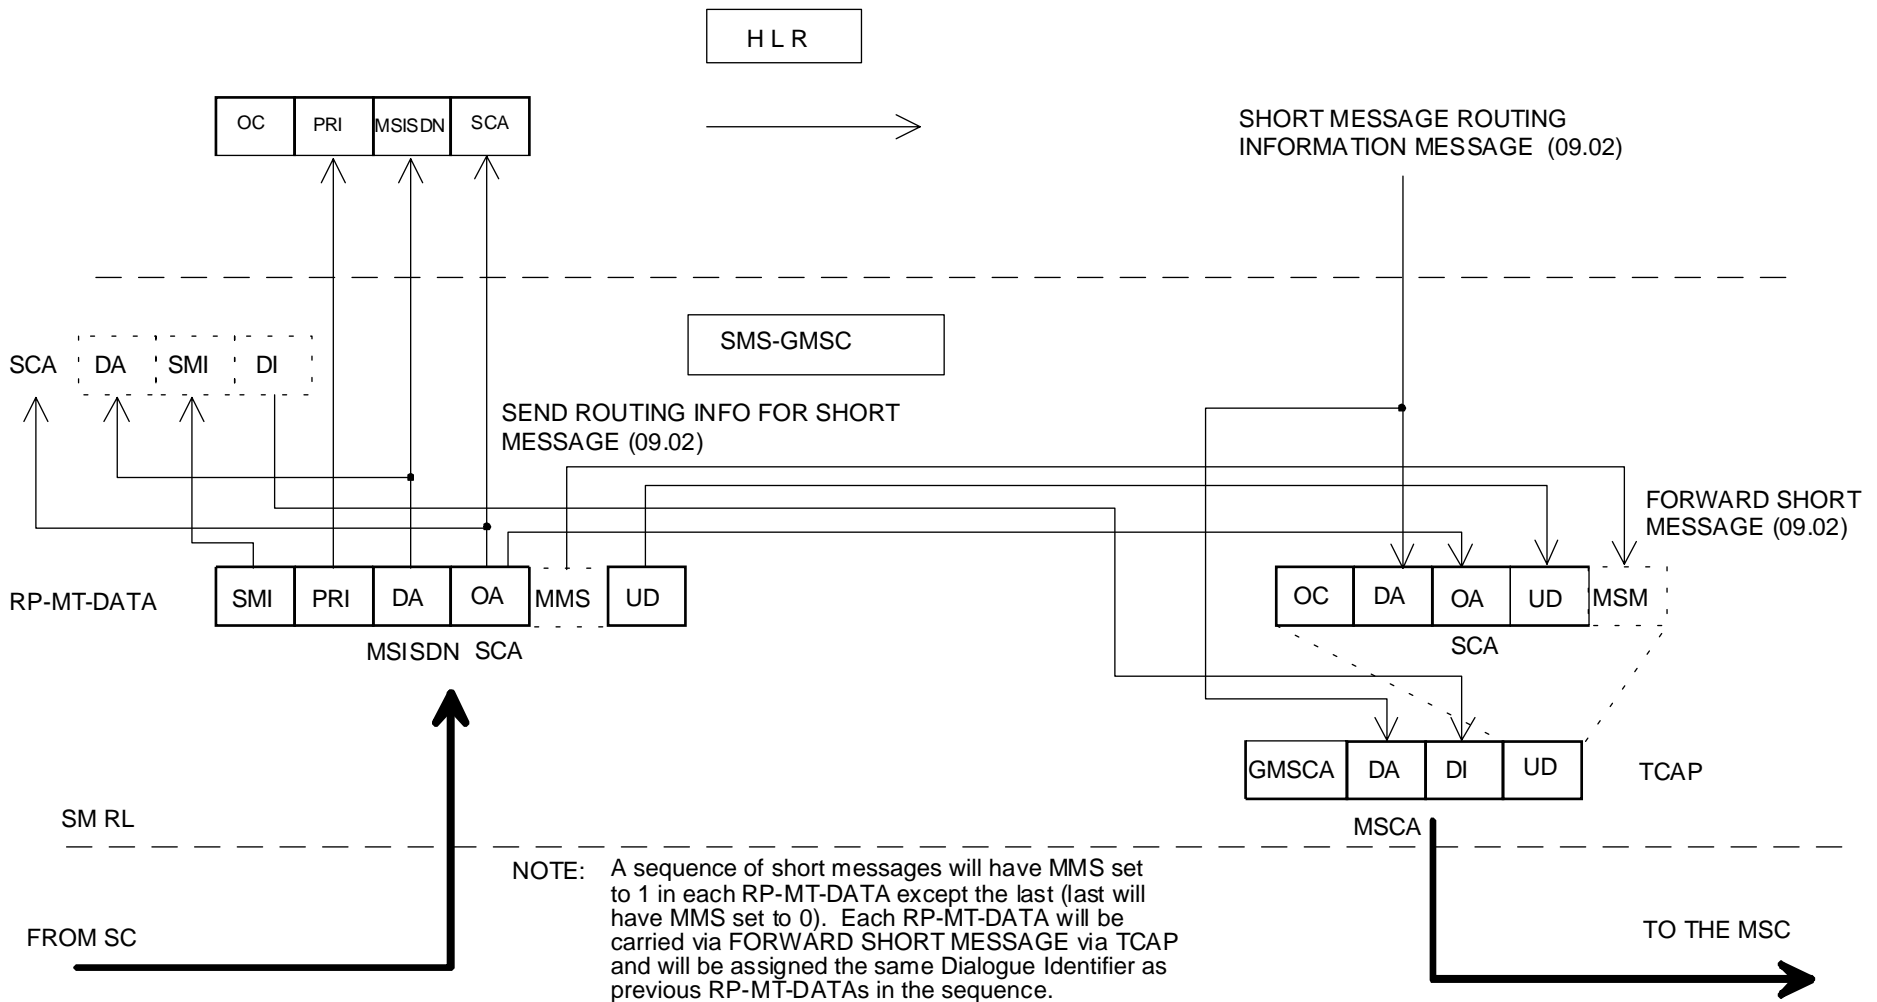 H L R
OC PRI MSISDN SCA
SHORT MESSAGE ROUTING
INFORMATION MESSAGE (09.02)
SMS-GMSC
SCA DA SMI DI
SEND ROUTING INFO FOR SHORT
MESSAGE (09.02)
FORWARD SHORT
MESSAGE (09.02)
RP-MT-DATA SMI PRI DA OA MMS UD
OC DA OA UD MSM
MSISDN SCA
SCA
GMSCA DA DI UD TCAP
MSCA
SM RL
NOTE: A sequence of short messages will have MMS set
to 1 in each RP-MT-DATA except the last (last will
have MMS set to 0). Each RP-MT-DATA will be
carried via FORWARD SHORT MESSAGE via TCAP
and will be assigned the same Dialogue Identifier as
previous RP-MT-DATAs in the sequence.
FROM SC
TO THE MSC